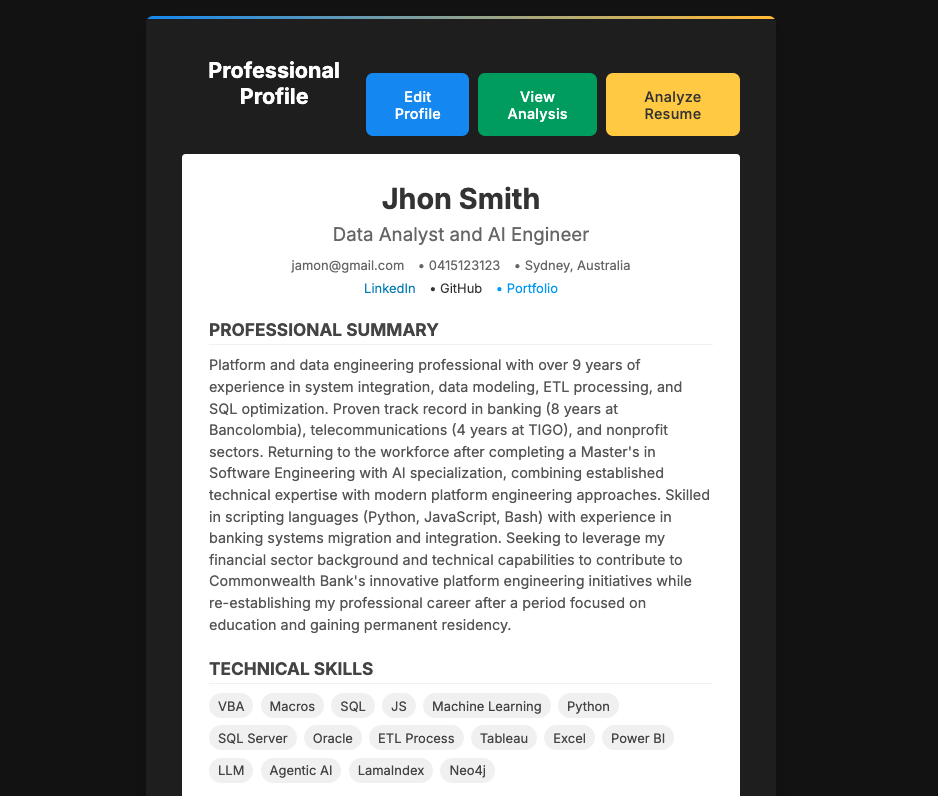 Professional
Profile
Edit
Profile
View
Analysis
Analyze
Resume
Jhon Smith
Data Analyst and AI Engineer
jamon@gmail.com • 0415123123 • Sydney, Australia
LinkedIn • GitHub • Portfolio
PROFESSIONAL SUMMARY
Platform and data engineering professional with over 9 years of
experience in system integration, data modeling, ETL processing, and
SQL optimization. Proven track record in banking (8 years at
Bancolombia), telecommunications (4 years at TIGO), and nonprofit
sectors. Returning to the workforce after completing a Master's in
Software Engineering with AI specialization, combining established
technical expertise with modern platform engineering approaches. Skilled
in scripting languages (Python, JavaScript, Bash) with experience in
banking systems migration and integration. Seeking to leverage my
financial sector background and technical capabilities to contribute to
Commonwealth Bank's innovative platform engineering initiatives while
re-establishing my professional career after a period focused on
education and gaining permanent residency.
TECHNICAL SKILLS
VBA Macros SQL JS Machine Learning Python
SQL Server Oracle ETL Process Tableau Excel Power BI
LLM Agentic AI LamaIndex Neo4j